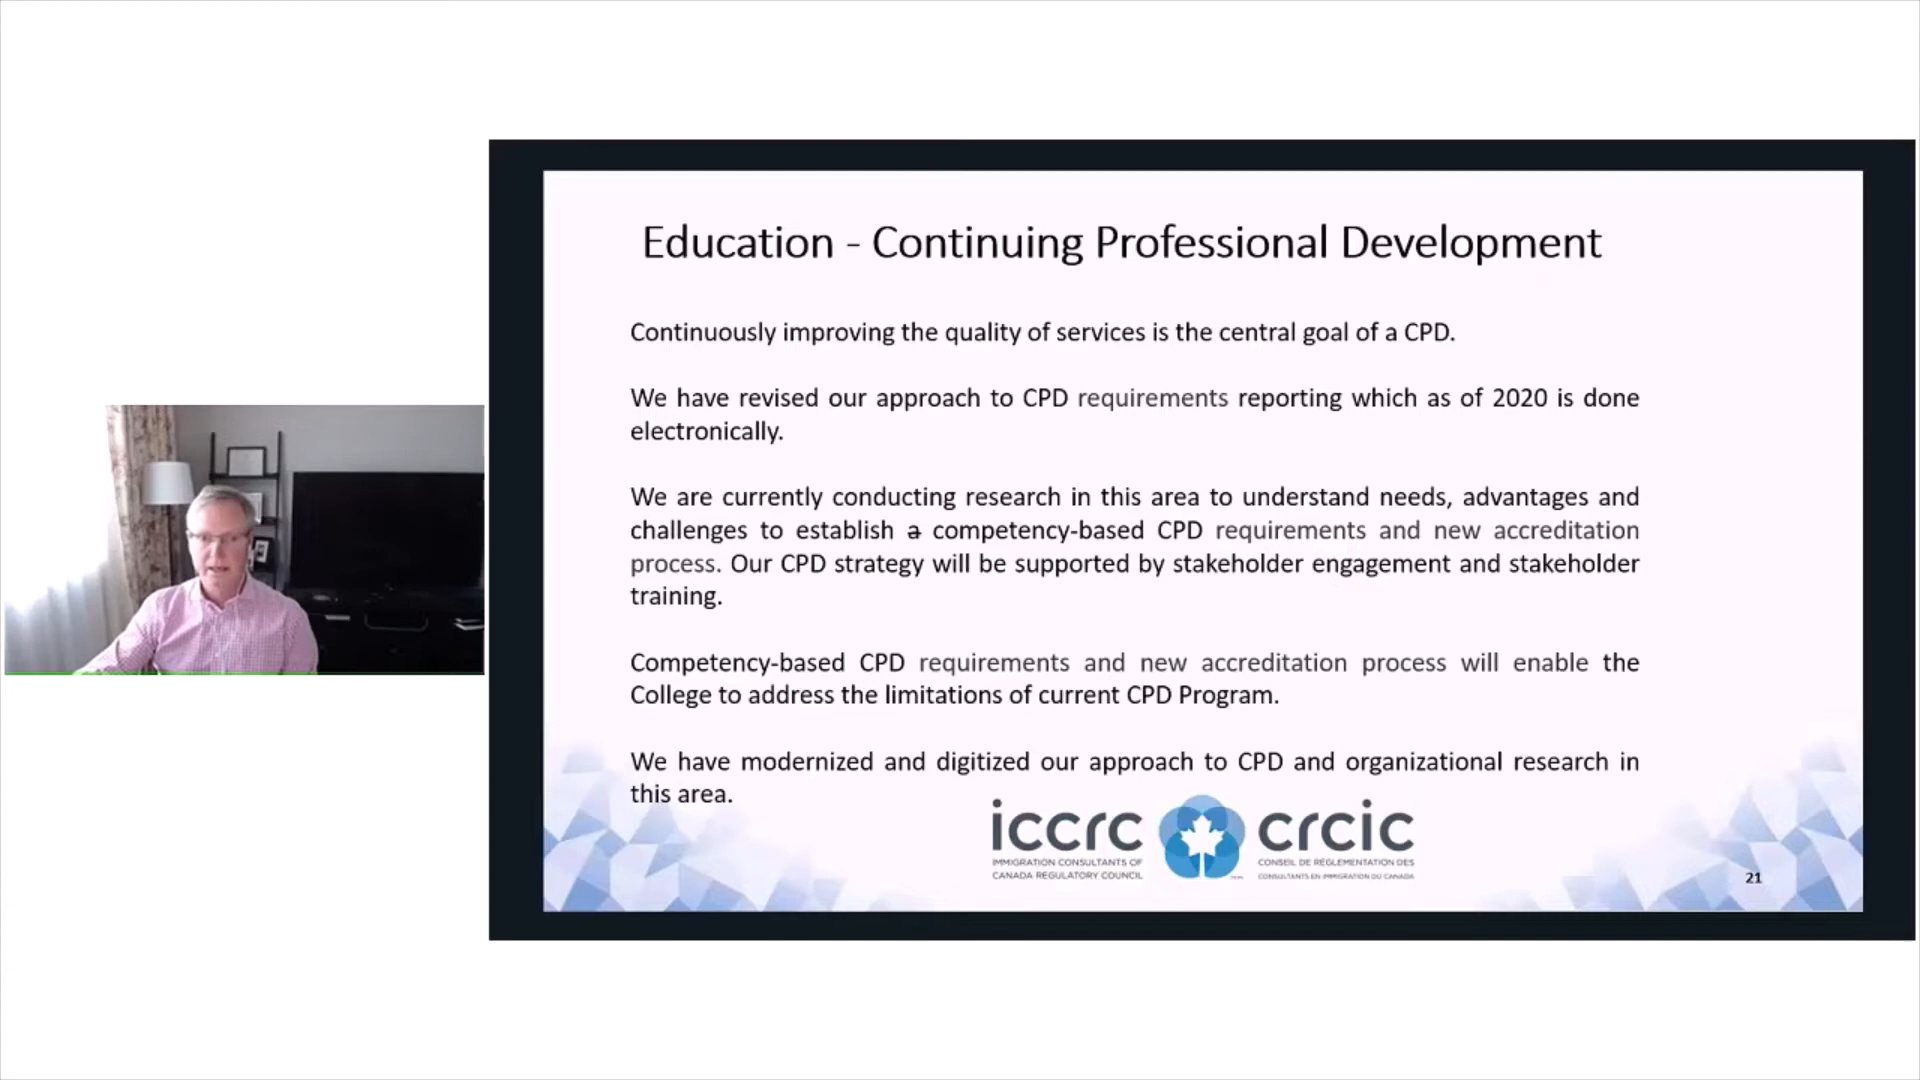 Education - Continuing Professional Development
Continuously improving the quality of services is the central goal of a CPD.
We have revised our approach to CPD requirements reporting which as of 2020 is done
electronically.
We are currently conducting research in this area to understand needs, advantages and
challenges to establish a competency-based CPD requirements and new accreditation
process. Our CPD strategy will be supported by stakeholder engagement and stakeholder
training.
Competency-based CPD requirements and new accreditation process will enable the
College to address the limitations of current CPD Program.
We have modernized and digitized our approach to CPD and organizational research in
this area.
iccrc crcic
IMMIGRATION CONSULTANTS OF
CANADA REGULATORY COUNCIL
CONSEIL DE RÉGLEMENTATION DES
CONSULTANTS EN IMMIGRATION DU CANADA
21